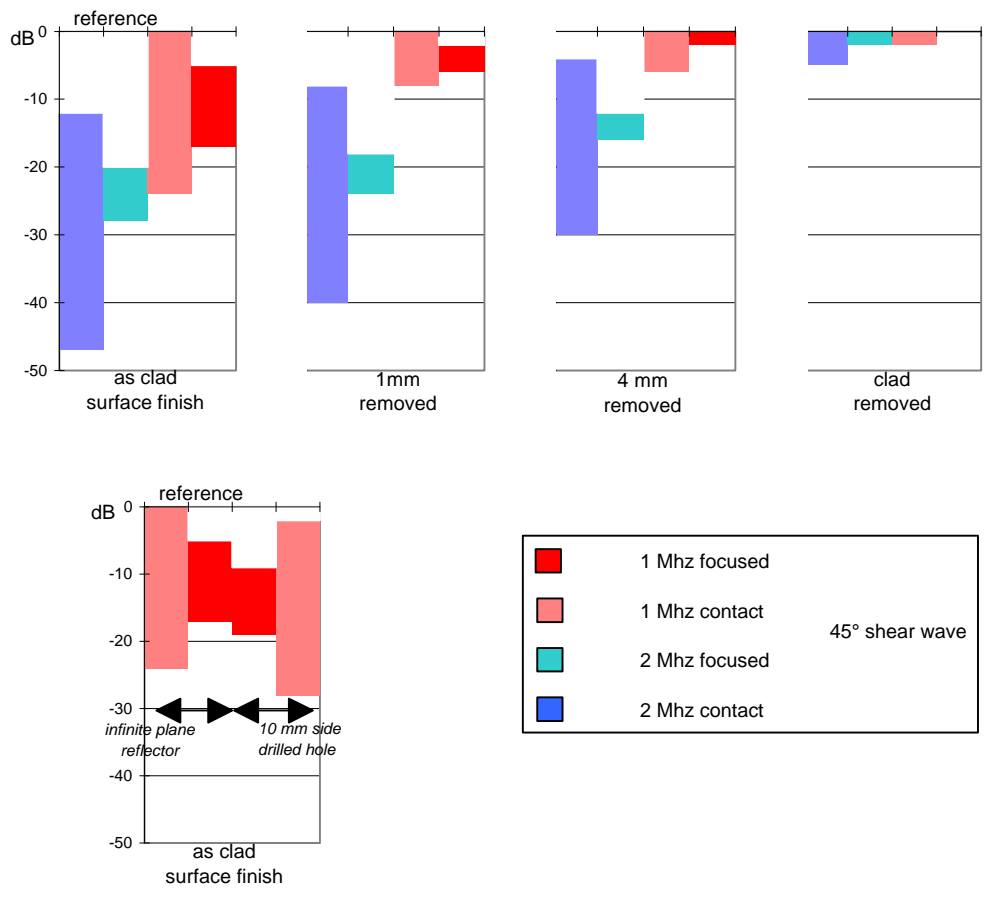 reference
dB
0
-10
-20
-30
-40
-50
as clad
surface finish
1mm
removed
4 mm
removed
clad
removed
reference
dB
0
-10
-20
-30
-40
-50
infinite plane
reflector
10 mm side
drilled hole
as clad
surface finish
1 Mhz focused
1 Mhz contact
2 Mhz focused
2 Mhz contact
45° shear wave